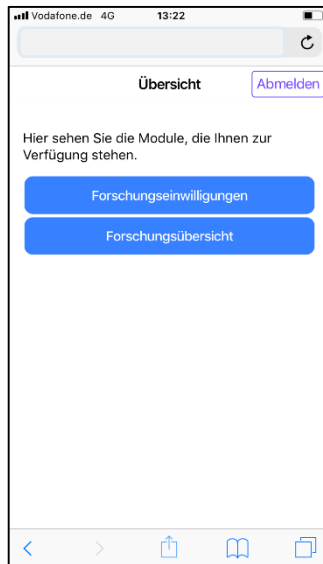 Vodafone.de 4G 13:22
Übersicht
Abmelden
Hier sehen Sie die Module, die Ihnen zur
Verfügung stehen.
Forschungseinwilligungen
Forschungsübersicht